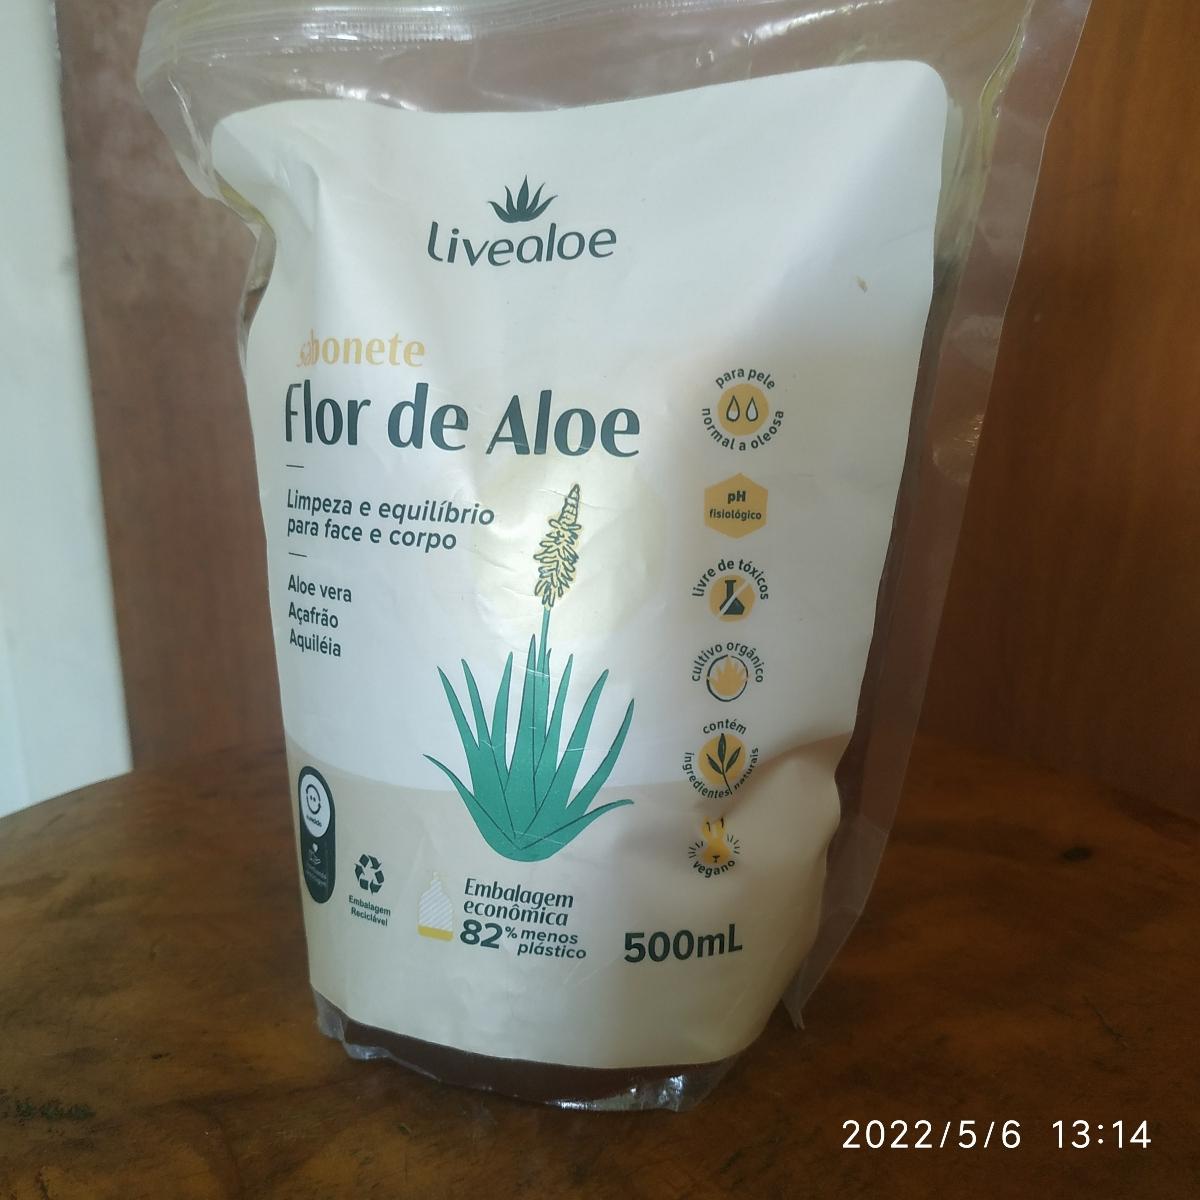 livealoe
sabonete
Flor de Aloe
Limpeza e equilíbrio
para face e corpo
Aloe vera
Açafrão
Aquiléia
para pele
normal a oleosa
pH
fisiológico
livre de tóxicos
cultivo orgânico
contém
ingredientes naturais
vegano
Embalagem
Reciclável
Embalagem
econômica
82% menos
plástico
500mL
2022/5/6 13:14